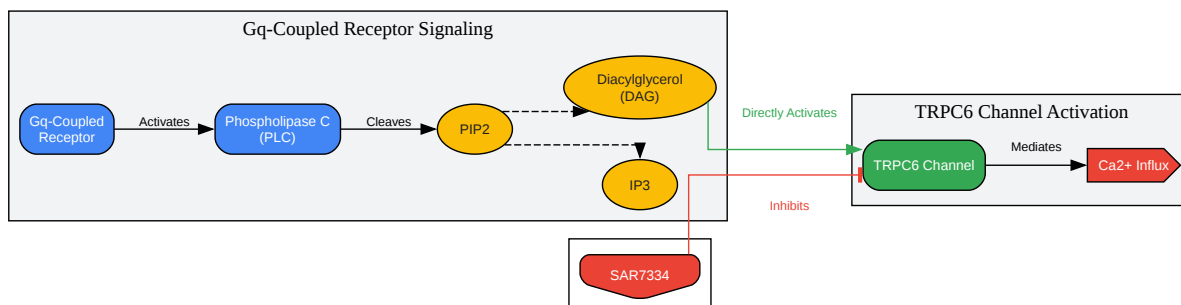 Gq-Coupled Receptor Signaling
Gq-Coupled
Receptor
Activates
Phospholipase C
(PLC)
Cleaves
PIP2
Diacylglycerol
(DAG)
IP3
Directly Activates
Inhibits
SAR7334
TRPC6 Channel Activation
TRPC6 Channel
Mediates
Ca2+ Influx